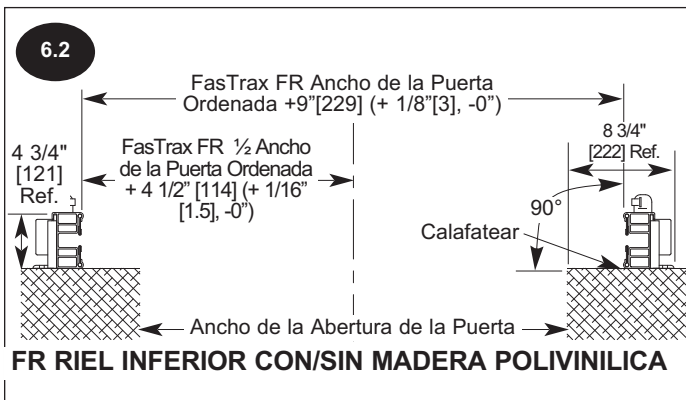 6.2
FasTrax FR Ancho de la Puerta
Ordenada +9”[229] (+ 1/8”[3], -0”)
4 3/4"
[121]
Ref.
FasTrax FR ½ Ancho
de la Puerta Ordenada
+ 4 1/2” [114] (+ 1/16”
[1.5], -0”)
8 3/4"
[222] Ref.
90°
Calafatear
Ancho de la Abertura de la Puerta
FR RIEL INFERIOR CON/SIN MADERA POLIVINILICA